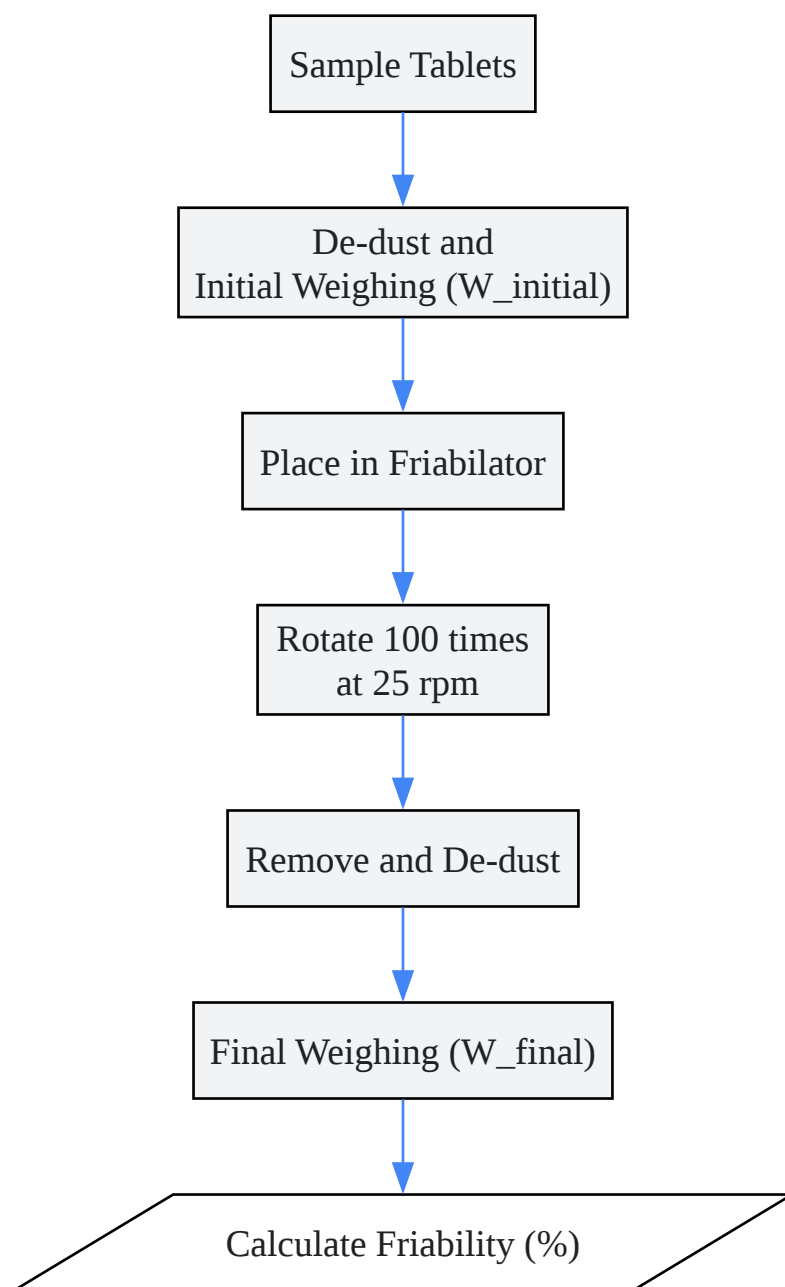 Sample Tablets
De-dust and
Initial Weighing (W_initial)
Place in Friabilator
Rotate 100 times
at 25 rpm
Remove and De-dust
Final Weighing (W_final)
Calculate Friability (%)